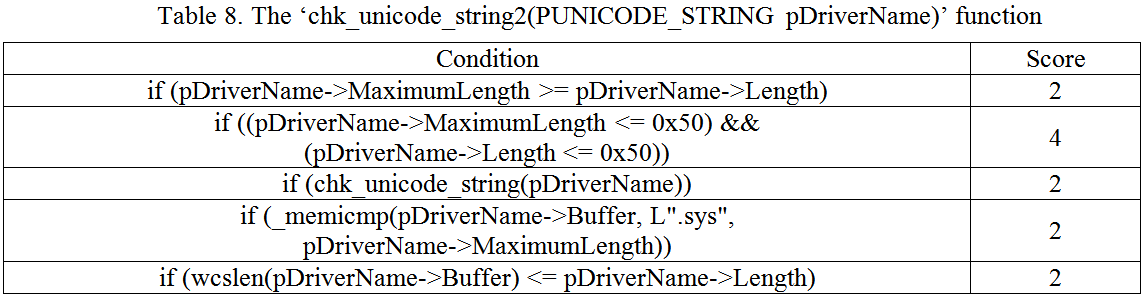 Table 8. The ‘chk_unicode_string2(PUNICODE_STRING pDriverName)’ function
Condition Score
if (pDriverName->MaximumLength >= pDriverName->Length) 2
if ((pDriverName->MaximumLength <= 0x50) &&
(pDriverName->Length <= 0x50)) 4
if (chk_unicode_string(pDriverName)) 2
if (_memicmp(pDriverName->Buffer, L".sys",
pDriverName->MaximumLength)) 2
if (wcslen(pDriverName->Buffer) <= pDriverName->Length) 2